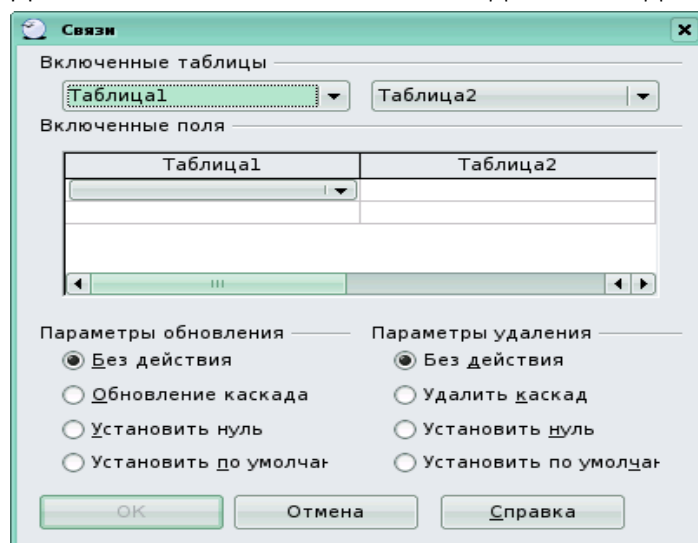 Связи
Включенные таблицы
Таблица1 Таблица2
Включенные поля
Таблица1 Таблица2
Параметры обновления Параметры удаления
Без действия Без действия
Обновление каскада Удалить каскад
Установить нуль Установить нуль
Установить по умолчан Установить по умолчан
OK Отмена Справка